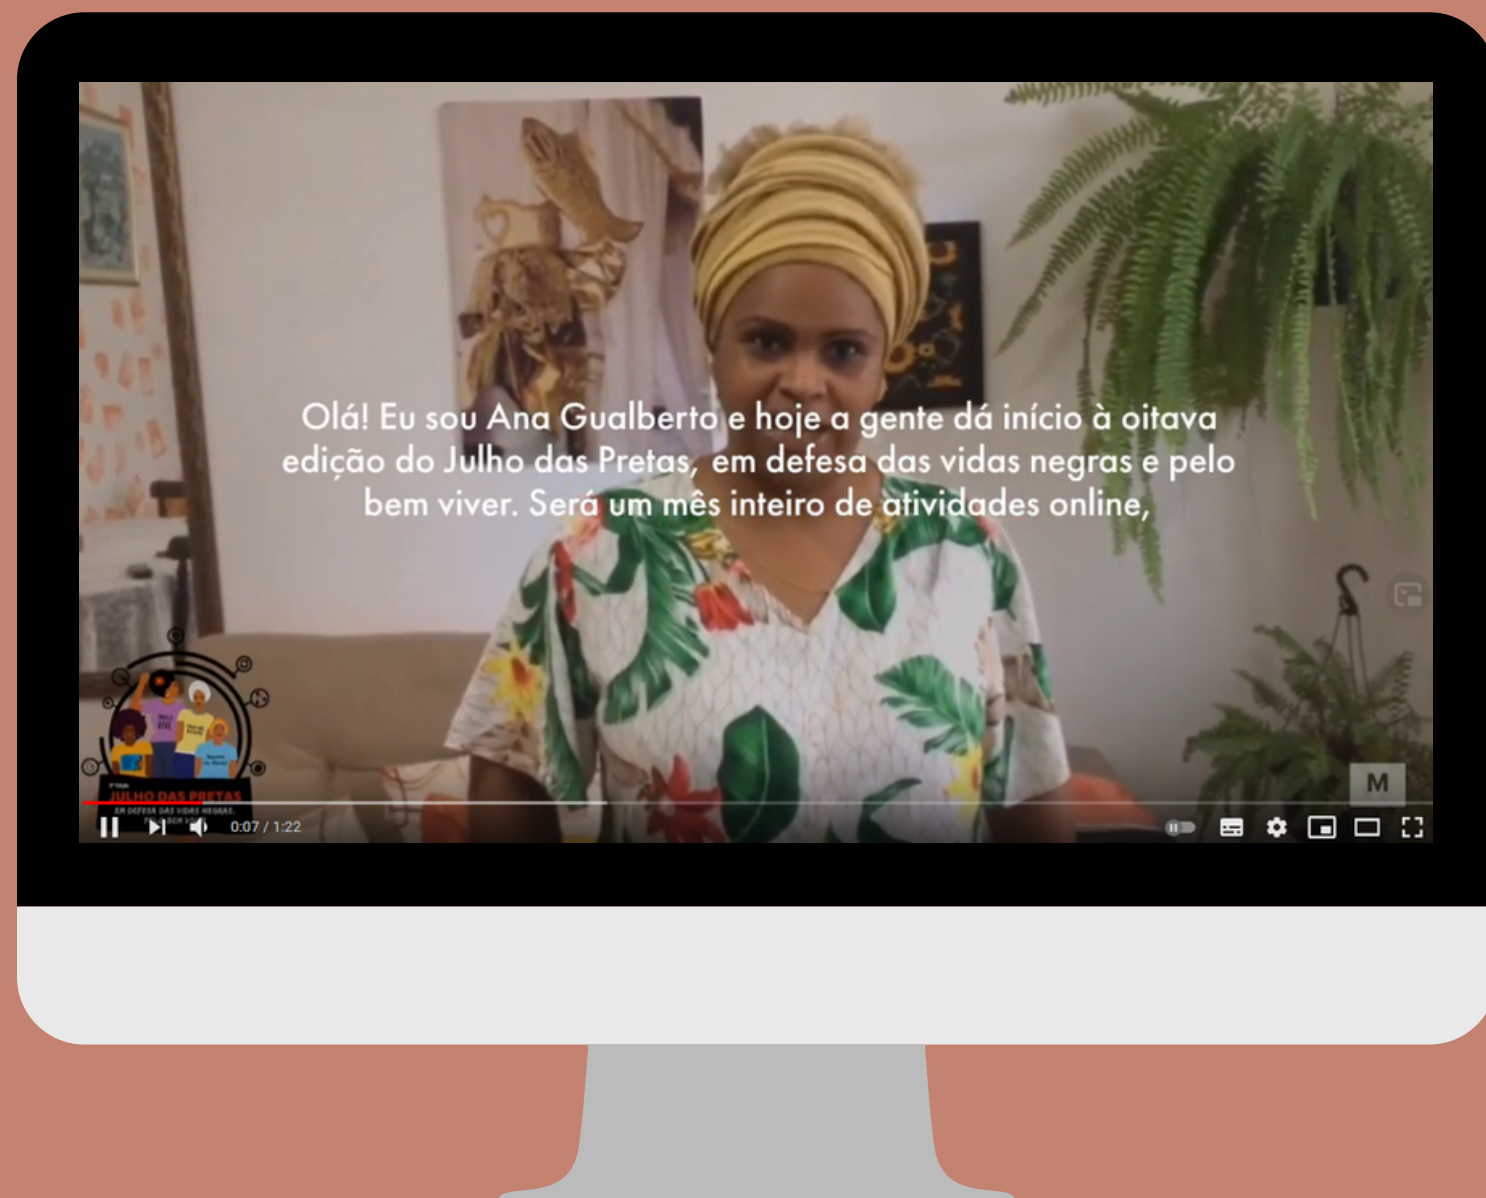 Olá! Eu sou Ana Gualberto e hoje a gente dá início à oitava
edição do Julho das Pretas, em defesa das vidas negras e pelo
bem viver. Será um mês inteiro de atividades online,
JULHO DAS PRETAS
EM DEFESA DAS VIDAS NEGRAS,
M
0:07 / 1:22